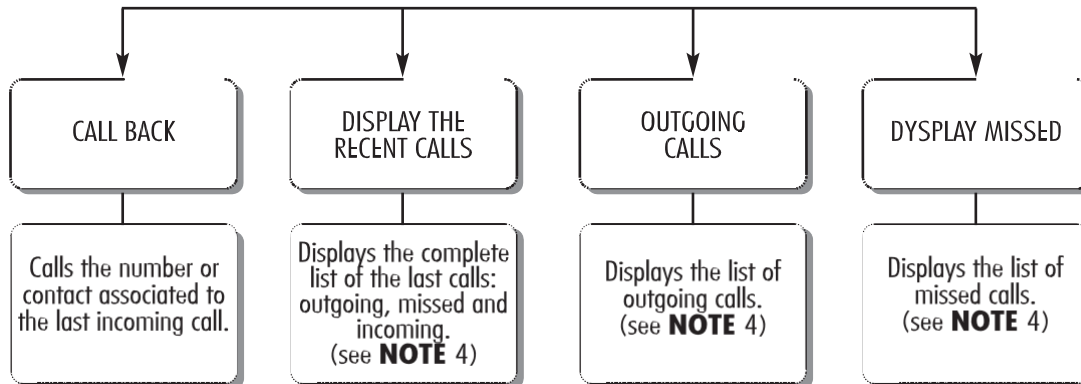 CALL BACK
DISPLAY THE
RECENT CALLS
OUTGOING
CALLS
DYSPLAY MISSED
Calls the number or
contact associated to
the last incoming call.
Displays the complete
list of the last calls:
outgoing, missed and
incoming.
(see NOTE 4)
Displays the list of
outgoing calls.
(see NOTE 4)
Displays the list of
missed calls.
(see NOTE 4)